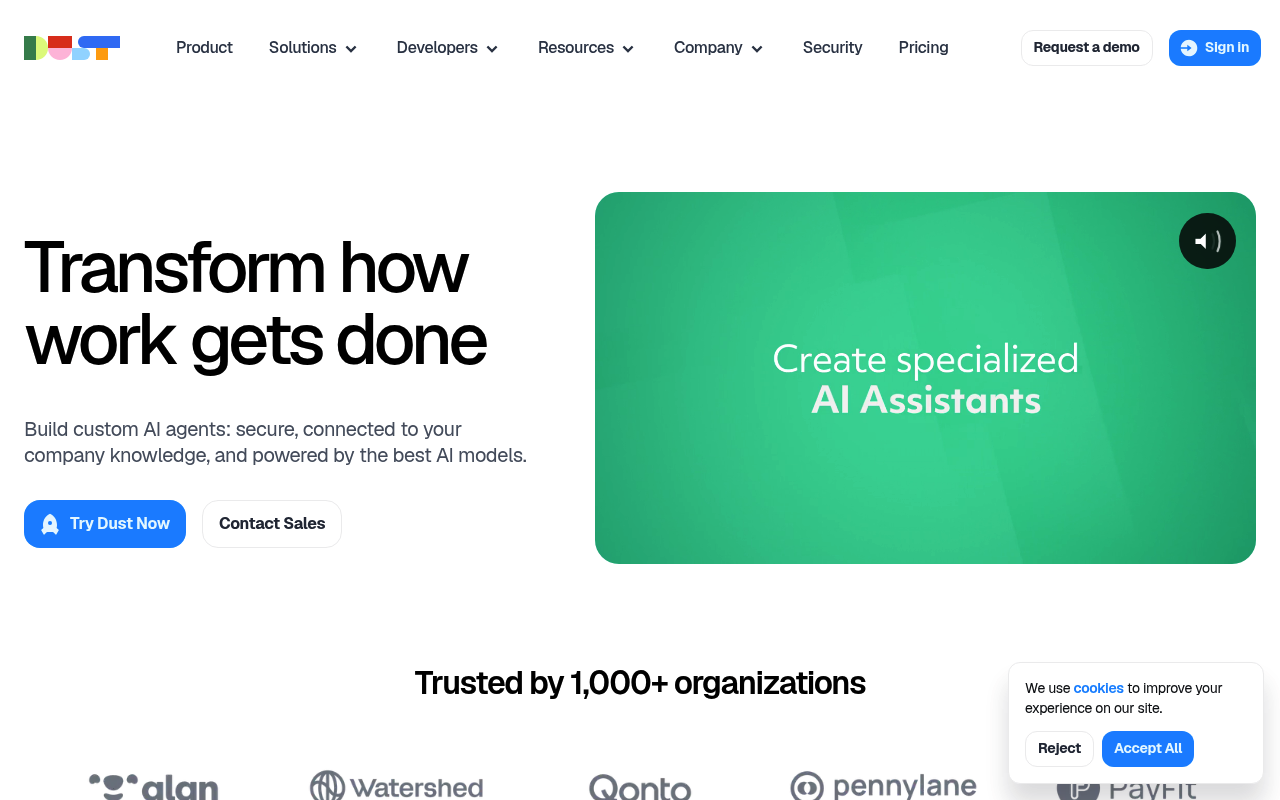 DUST
Product
Solutions
Developers
Resources
Company
Security
Pricing
Request a demo
Sign in
Transform how
work gets done
Build custom AI agents: secure, connected to your
company knowledge, and powered by the best AI models.
Try Dust Now
Contact Sales
Create specialized
AI Assistants
Trusted by 1,000+ organizations
alan
Watershed
Qonto
pennylane
PayFit
We use cookies to improve your
experience on our site.
Reject
Accept All